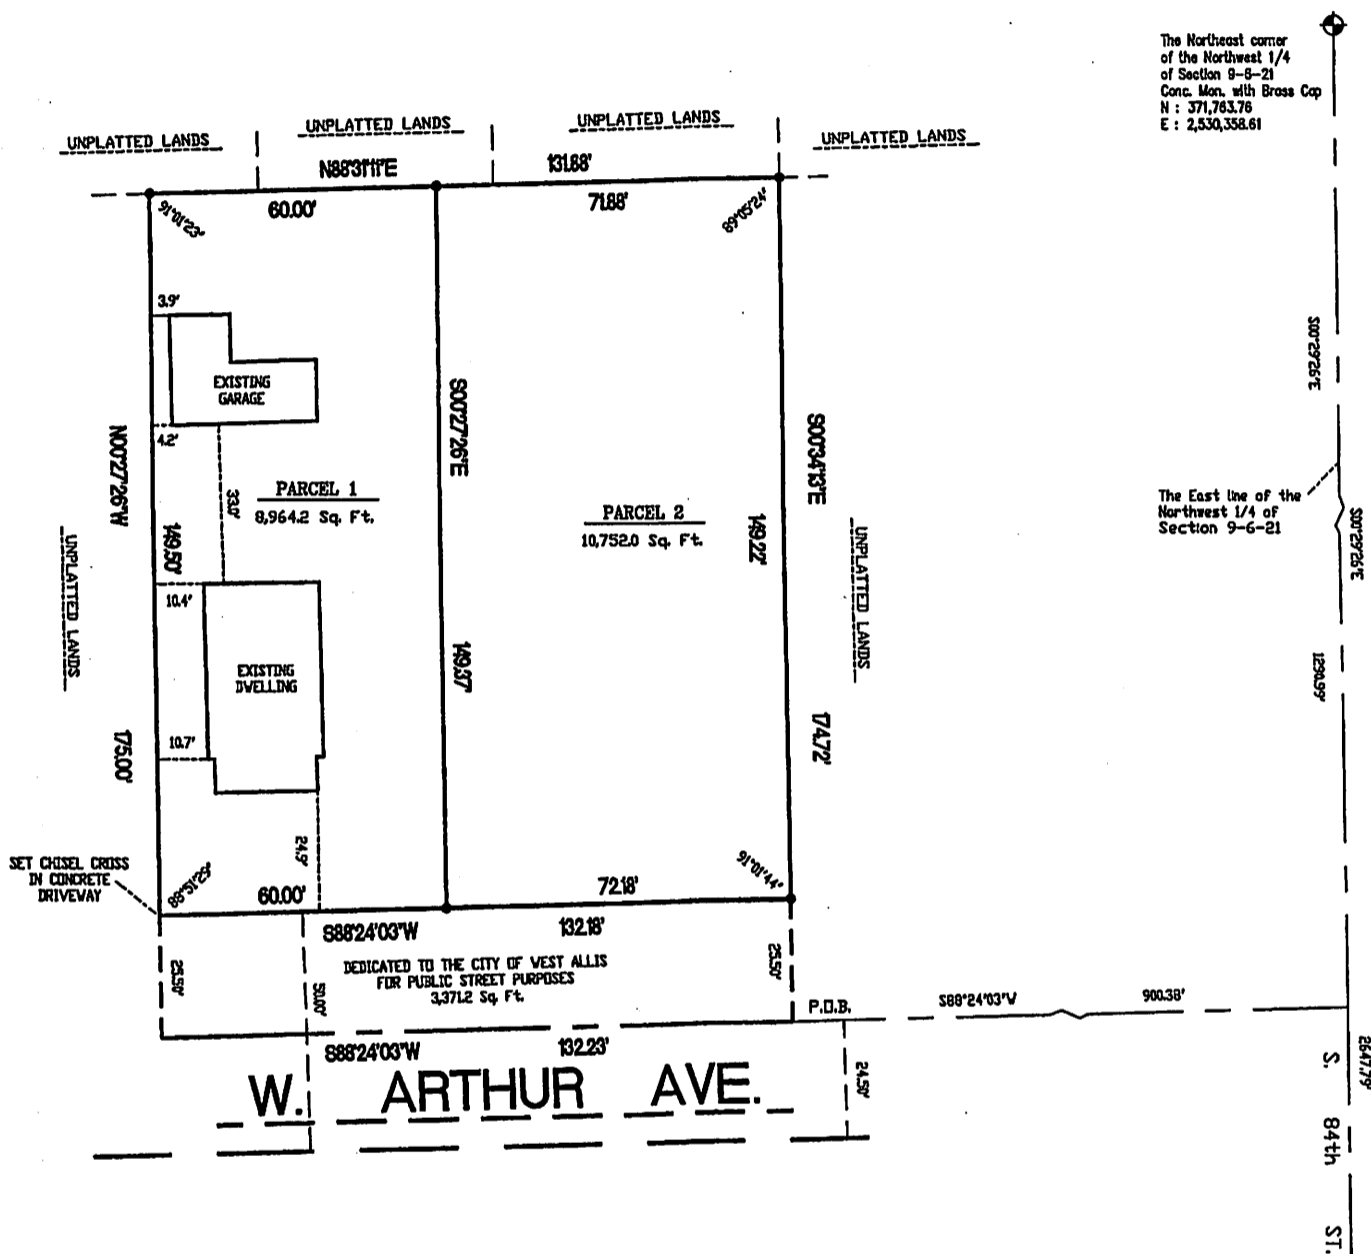 The Northeast corner
of the Northwest 1/4
of Section 9-6-21
Conc. Mon. with Brass Cap
N : 371,763.76
E : 2,530,358.61
UNPLATTED LANDS
UNPLATTED LANDS
UNPLATTED LANDS
UNPLATTED LANDS
N88°31'11"E
131.88'
60.00'
71.88'
91°01'23"
89°05'24"
3.9'
EXISTING
GARAGE
4.2'
33.0'
N00°27'26"W
149.50'
S00°27'26"E
S00°34'13"E
S00°29'26"E
PARCEL 1
8,964.2 Sq. Ft.
PARCEL 2
10,752.0 Sq. Ft.
149.22'
The East line of the
Northwest 1/4 of
Section 9-6-21
S00°29'26"E
UNPLATTED LANDS
UNPLATTED LANDS
10.4'
EXISTING
DWELLING
149.37'
1290.99'
10.7'
175.00'
174.72'
24.9'
SET CHISEL CROSS
IN CONCRETE
DRIVEWAY
88°51'29"
91°01'44"
60.00'
72.18'
S88°24'03"W
132.18'
25.50'
50.00'
25.50'
DEDICATED TO THE CITY OF WEST ALLIS
FOR PUBLIC STREET PURPOSES
3,371.2 Sq. Ft.
P.O.B.
S88°24'03"W
900.38'
S88°24'03"W
132.23'
24.50'
2647.79'
W. ARTHUR AVE.
S. 84th ST.